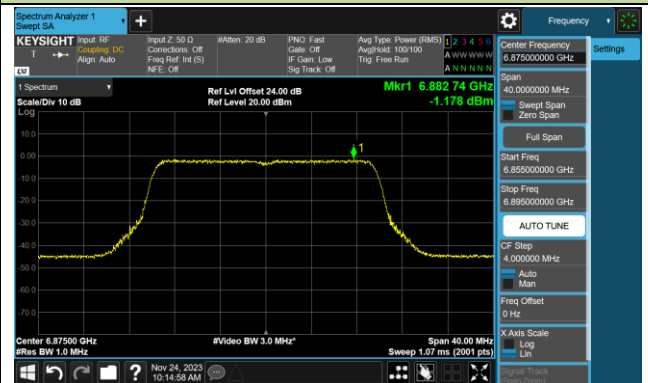 Spectrum Analyzer 1
Swept SA
Frequency
KEYSIGHT
Input: RF
Coupling: DC
Align: Auto
Input Z: 50 Ω
Corrections: Off
Freq Ref: Int (S)
NFE: Off
#Atten: 20 dB
PNO: Fast
Gate: Off
IF Gain: Low
Sig Track: Off
Avg Type: Power (RMS)
Avg|Hold: 100/100
Trig: Free Run
1 2 3 4 5 6
A W W W W W
A N N N N N
LXI
T
1 Spectrum
Scale/Div 10 dB
Log
Ref Lvl Offset 24.00 dB
Ref Level 20.00 dBm
Mkr1 6.882 74 GHz
-1.178 dBm
10.0
0.00
-10.0
-20.0
-30.0
-40.0
-50.0
-60.0
-70.0
1
Center 6.87500 GHz
#Res BW 1.0 MHz
#Video BW 3.0 MHz*
Span 40.00 MHz
Sweep 1.07 ms (2001 pts)
Nov 24, 2023
10:14:58 AM
Center Frequency
6.875000000 GHz
Settings
Span
40.0000000 MHz
Swept Span
Zero Span
Full Span
Start Freq
6.855000000 GHz
Stop Freq
6.895000000 GHz
AUTO TUNE
CF Step
4.000000 MHz
Auto
Man
Freq Offset
0 Hz
X Axis Scale
Log
Lin
Signal Track
(Span Zoom)